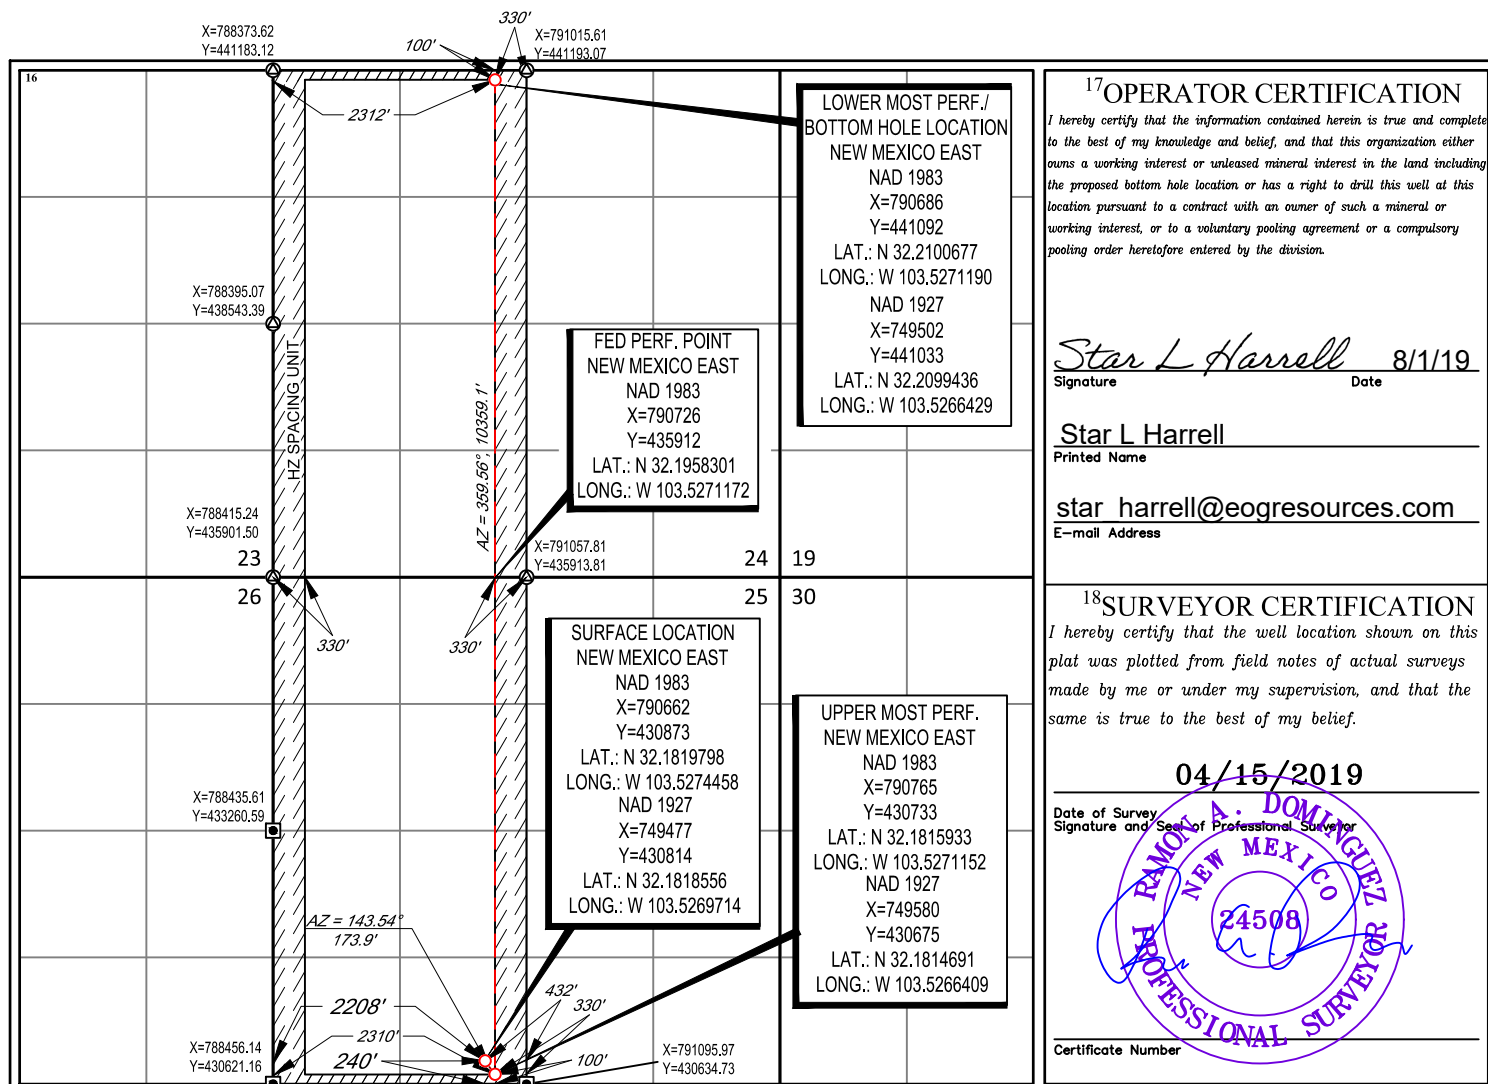 330'
X=788373.62
Y=441183.12
100'
X=791015.61
Y=441193.07
16
2312'
LOWER MOST PERF./
BOTTOM HOLE LOCATION
NEW MEXICO EAST
NAD 1983
X=790686
Y=441092
LAT.: N 32.2100677
LONG.: W 103.5271190
NAD 1927
X=749502
Y=441033
LAT.: N 32.2099436
LONG.: W 103.5266429
X=788395.07
Y=438543.39
HZ SPACING UNIT
AZ = 359.56°, 10359.1'
FED PERF. POINT
NEW MEXICO EAST
NAD 1983
X=790726
Y=435912
LAT.: N 32.1958301
LONG.: W 103.5271172
X=788415.24
Y=435901.50
X=791057.81
Y=435913.81
23
24
19
26
25
30
330'
330'
SURFACE LOCATION
NEW MEXICO EAST
NAD 1983
X=790662
Y=430873
LAT.: N 32.1819798
LONG.: W 103.5274458
NAD 1927
X=749477
Y=430814
LAT.: N 32.1818556
LONG.: W 103.5269714
UPPER MOST PERF.
NEW MEXICO EAST
NAD 1983
X=790765
Y=430733
LAT.: N 32.1815933
LONG.: W 103.5271152
NAD 1927
X=749580
Y=430675
LAT.: N 32.1814691
LONG.: W 103.5266409
X=788435.61
Y=433260.59
AZ = 143.54°
173.9'
2208'
432'
330'
2310'
240'
100'
X=788456.14
Y=430621.16
X=791095.97
Y=430634.73
17OPERATOR CERTIFICATION
I hereby certify that the information contained herein is true and complete
to the best of my knowledge and belief, and that this organization either
owns a working interest or unleased mineral interest in the land including
the proposed bottom hole location or has a right to drill this well at this
location pursuant to a contract with an owner of such a mineral or
working interest, or to a voluntary pooling agreement or a compulsory
pooling order heretofore entered by the division.
Star L Harrell 8/1/19
Signature Date
Star L Harrell
Printed Name
star_harrell@eogresources.com
E-mail Address
18SURVEYOR CERTIFICATION
I hereby certify that the well location shown on this
plat was plotted from field notes of actual surveys
made by me or under my supervision, and that the
same is true to the best of my belief.
04/15/2019
Date of Survey
Signature and Seal of Professional Surveyor
RAMON A. DOMINGUEZ
NEW MEXICO
24508
PROFESSIONAL SURVEYOR
Certificate Number